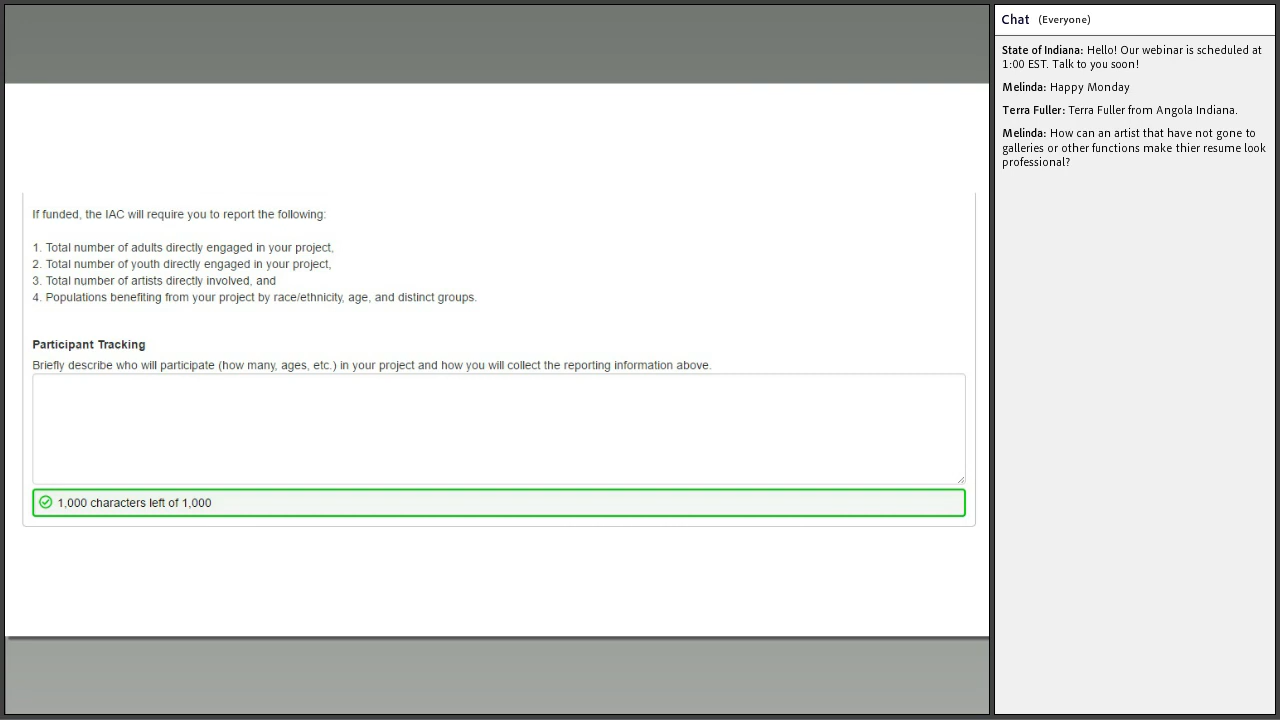 If funded, the IAC will require you to report the following:
1. Total number of adults directly engaged in your project,
2. Total number of youth directly engaged in your project,
3. Total number of artists directly involved, and
4. Populations benefiting from your project by race/ethnicity, age, and distinct groups.
Participant Tracking
Briefly describe who will participate (how many, ages, etc.) in your project and how you will collect the reporting information above.
1,000 characters left of 1,000
Chat (Everyone)
State of Indiana: Hello! Our webinar is scheduled at
1:00 EST. Talk to you soon!
Melinda: Happy Monday
Terra Fuller: Terra Fuller from Angola Indiana.
Melinda: How can an artist that have not gone to
galleries or other functions make thier resume look
professional?